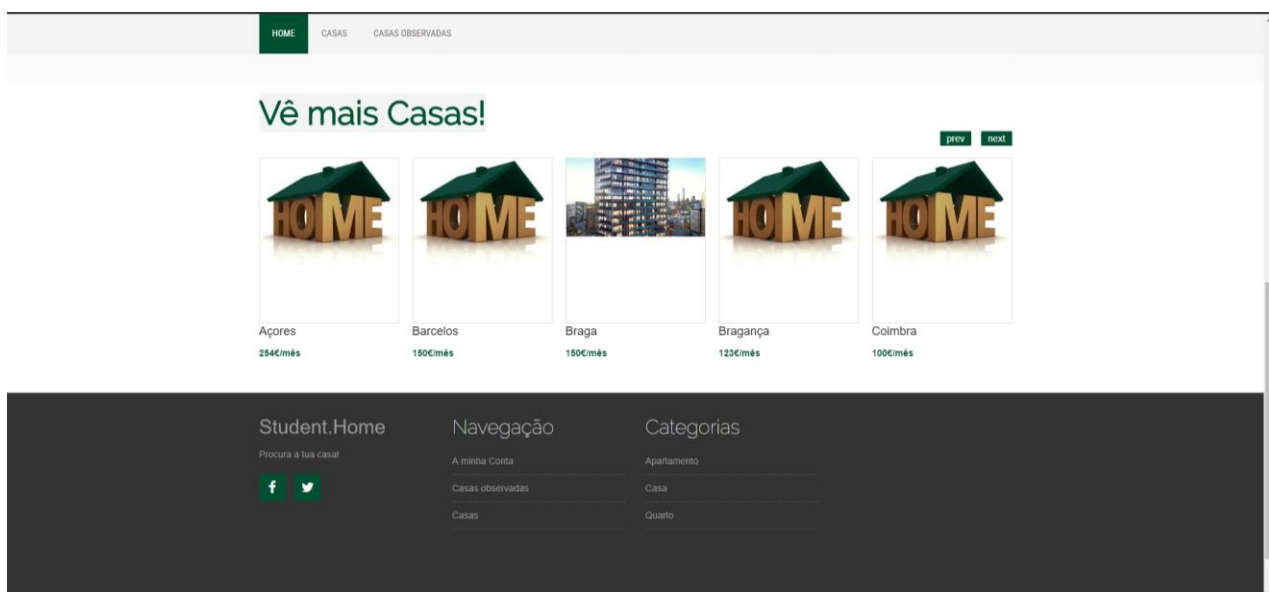 HOME CASAS CASAS OBSERVADAS
Vê mais Casas!
prev next
HOME HOME HOME HOME
Açores Barcelos Braga Bragança Coimbra
254€/mês 150€/mês 150€/mês 123€/mês 100€/mês
Student.Home Navegação Categorias
Procura a tua casa!
A minha Conta Apartamento
Casas observadas Casa
Casas Quarto